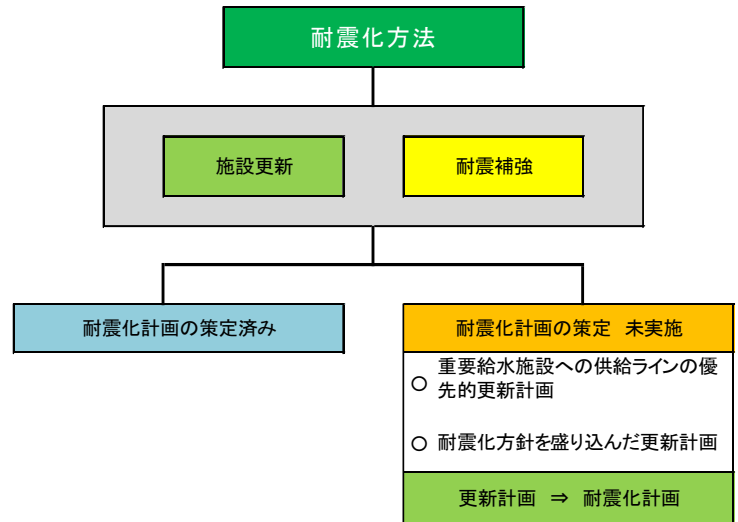 耐震化方法
施設更新
耐震補強
耐震化計画の策定済み
耐震化計画の策定 未実施
○ 重要給水施設への供給ラインの優
先的更新計画
○ 耐震化方針を盛り込んだ更新計画
更新計画 ⇒ 耐震化計画